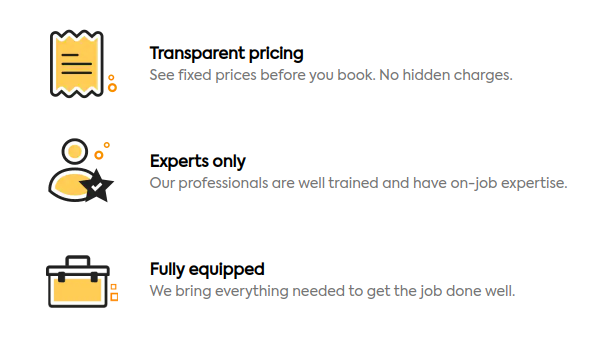 Transparent pricing
See fixed prices before you book. No hidden charges.
Experts only
Our professionals are well trained and have on-job expertise.
Fully equipped
We bring everything needed to get the job done well.